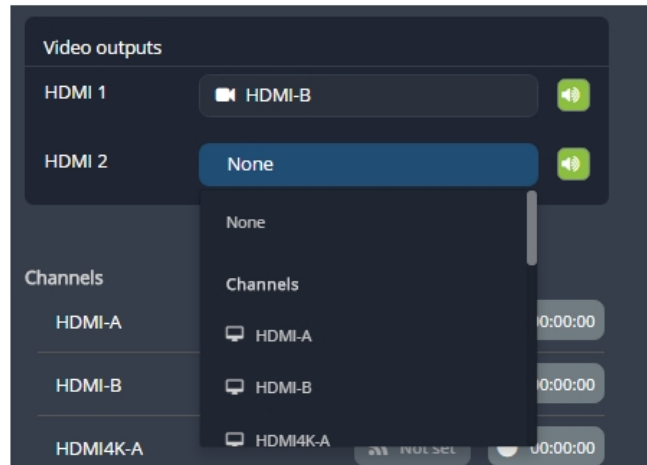 Video outputs
HDMI 1
HDMI-B
HDMI 2
None
None
Channels
Channels
HDMI-A
HDMI-A
00:00:00
HDMI-B
HDMI-B
00:00:00
HDMI4K-A
HDMI4K-A
Not set
00:00:00